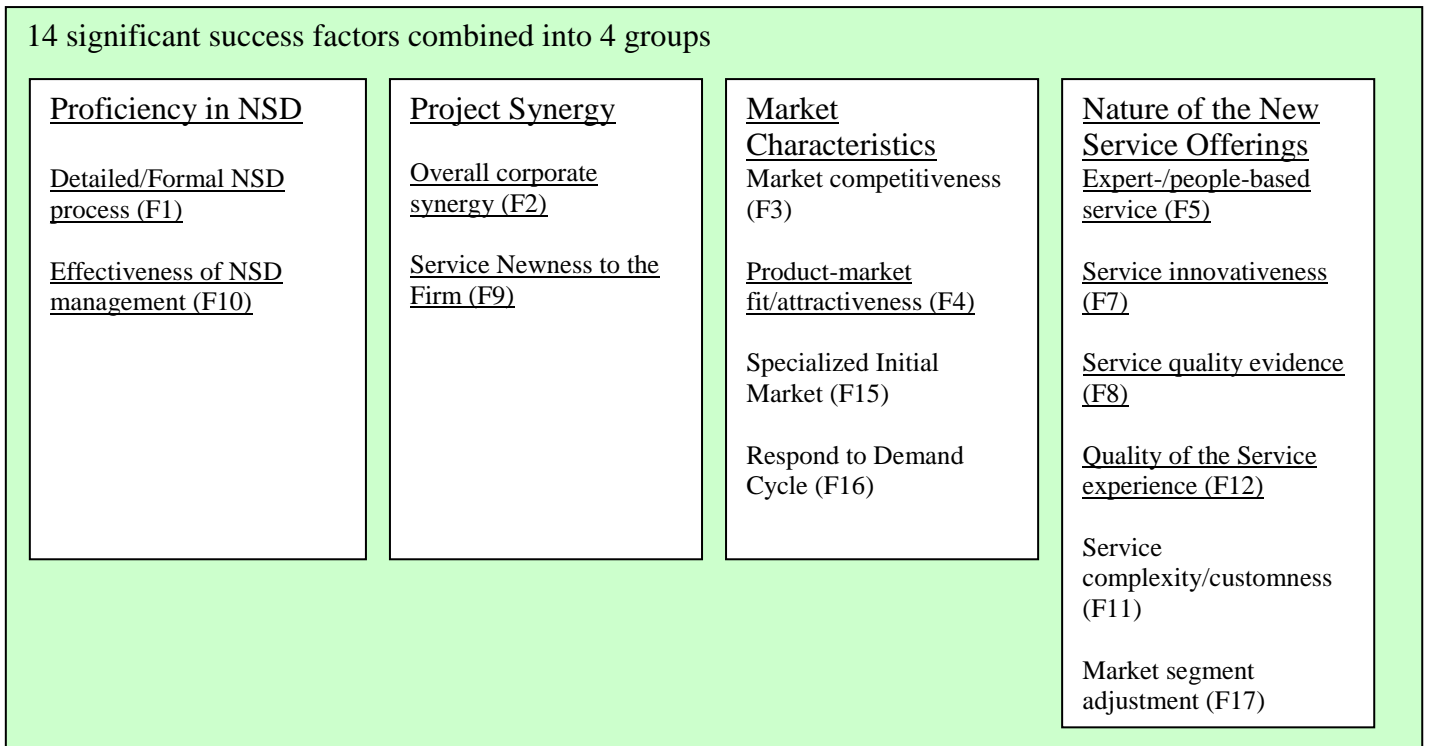 14 significant success factors combined into 4 groups
Proficiency in NSD
Detailed/Formal NSD
process (F1)
Effectiveness of NSD
management (F10)
Project Synergy
Overall corporate
synergy (F2)
Service Newness to the
Firm (F9)
Market
Characteristics
Market competitiveness
(F3)
Product-market
fit/attractiveness (F4)
Specialized Initial
Market (F15)
Respond to Demand
Cycle (F16)
Nature of the New
Service Offerings
Expert-/people-based
service (F5)
Service innovativeness
(F7)
Service quality evidence
(F8)
Quality of the Service
experience (F12)
Service
complexity/customness
(F11)
Market segment
adjustment (F17)